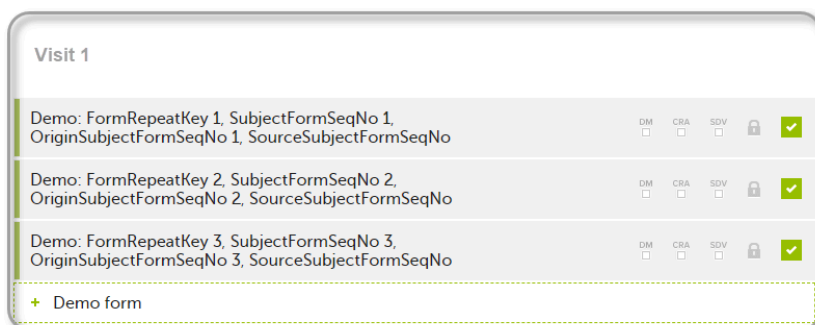 Visit 1
Demo: FormRepeatKey 1, SubjectFormSeqNo 1,
OriginSubjectFormSeqNo 1, SourceSubjectFormSeqNo
DM CRA SDV
Demo: FormRepeatKey 2, SubjectFormSeqNo 2,
OriginSubjectFormSeqNo 2, SourceSubjectFormSeqNo
DM CRA SDV
Demo: FormRepeatKey 3, SubjectFormSeqNo 3,
OriginSubjectFormSeqNo 3, SourceSubjectFormSeqNo
DM CRA SDV
+ Demo form